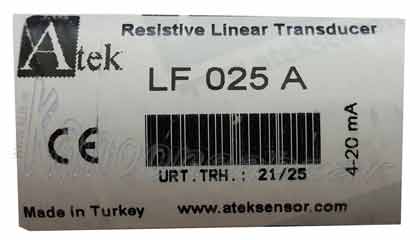 Atek
Resistive Linear Transducer
LF 025 A
CE
4-20 mA
URT.TRH.: 21/25
Made in Turkey
www.ateksensor.com